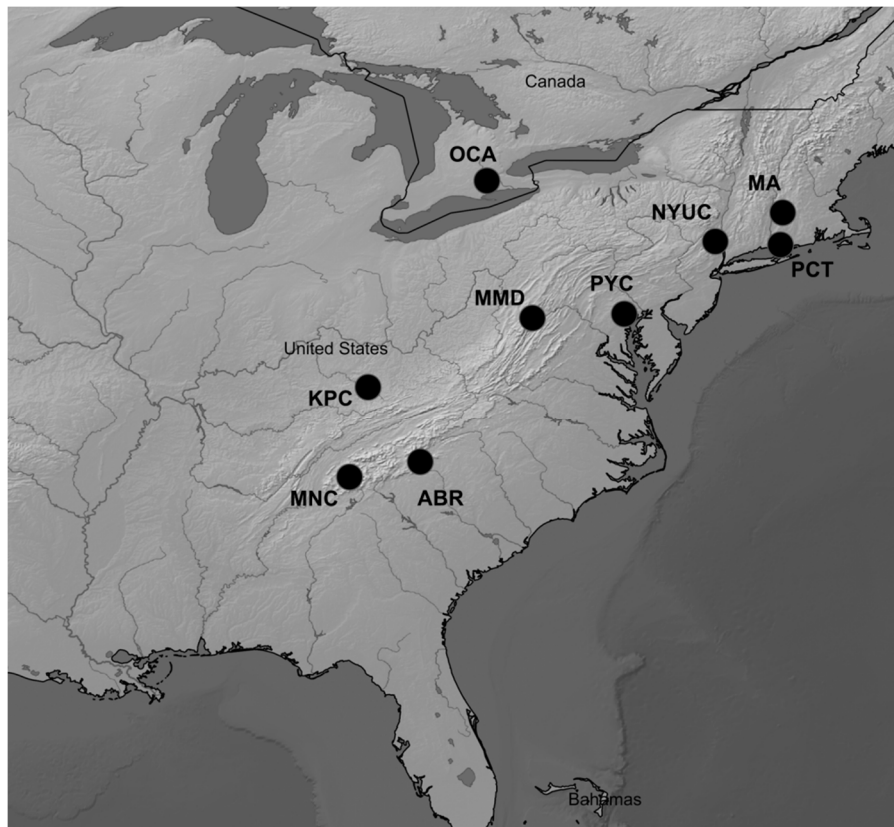 Canada
OCA
MA
NYUC
PCT
MMD
PYC
United States
KPC
MNC
ABR
Bahamas